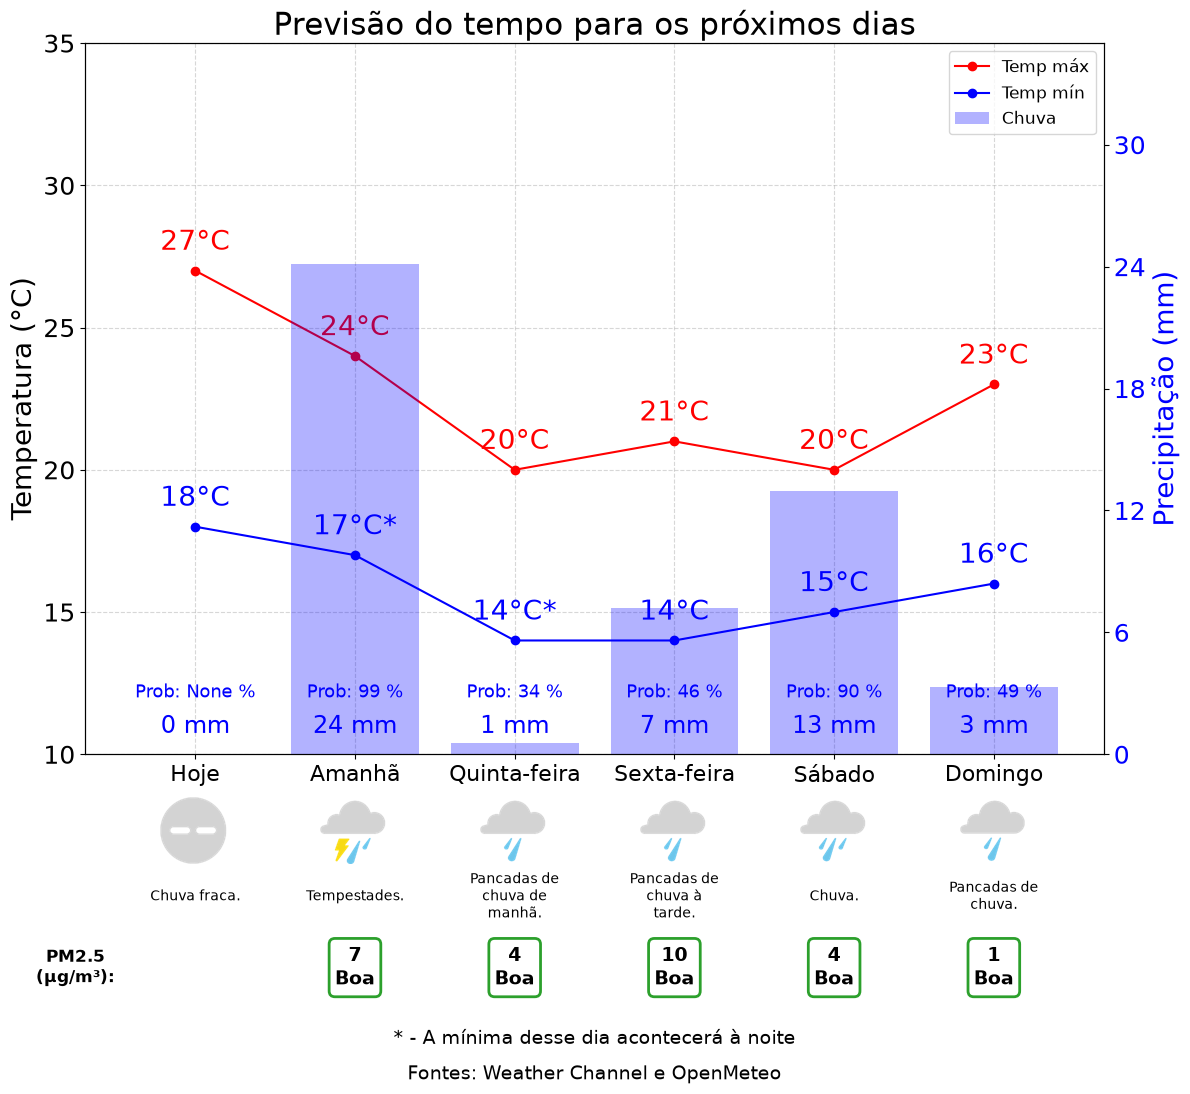 Previsão do tempo para os próximos dias
Temp máx
Temp mín
Chuva
Temperatura (°C)
35
30
25
20
15
10
Precipitação (mm)
30
24
18
12
6
0
27°C
24°C
20°C
21°C
20°C
23°C
18°C
17°C*
14°C*
14°C
15°C
16°C
Prob: None %
Prob: 99 %
Prob: 34 %
Prob: 46 %
Prob: 90 %
Prob: 49 %
0 mm
24 mm
1 mm
7 mm
13 mm
3 mm
Hoje
Amanhã
Quinta-feira
Sexta-feira
Sábado
Domingo
Chuva fraca.
Tempestades.
Pancadas de
chuva de
manhã.
Pancadas de
chuva à
tarde.
Chuva.
Pancadas de
chuva.
PM2.5
(µg/m³):
7
Boa
4
Boa
10
Boa
4
Boa
1
Boa
* - A mínima desse dia acontecerá à noite
Fontes: Weather Channel e OpenMeteo